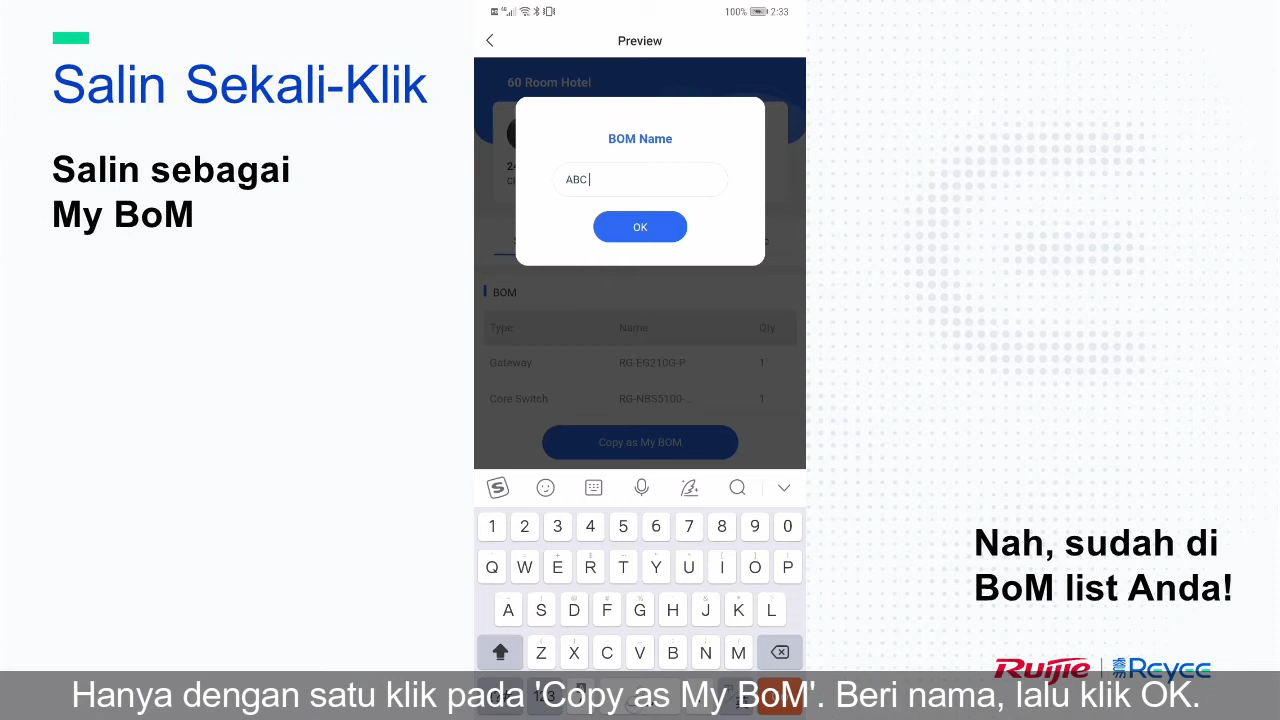 Salin Sekali-Klik
Salin sebagai
My BoM
100% 2:33
Preview
60 Room Hotel
BOM Name
ABC
OK
BOM
Type Name Qty
Gateway RG-EG210G-P 1
Core Switch RG-NBS5100-... 1
Copy as My BOM
1 2 3 4 5 6 7 8 9 0
Q W E R T Y U I O P
A S D F G H J K L
Z X C V B N M
123
Nah, sudah di
BoM list Anda!
Ruijie | 睿易 Reyee
Hanya dengan satu klik pada 'Copy as My BoM'. Beri nama, lalu klik OK.